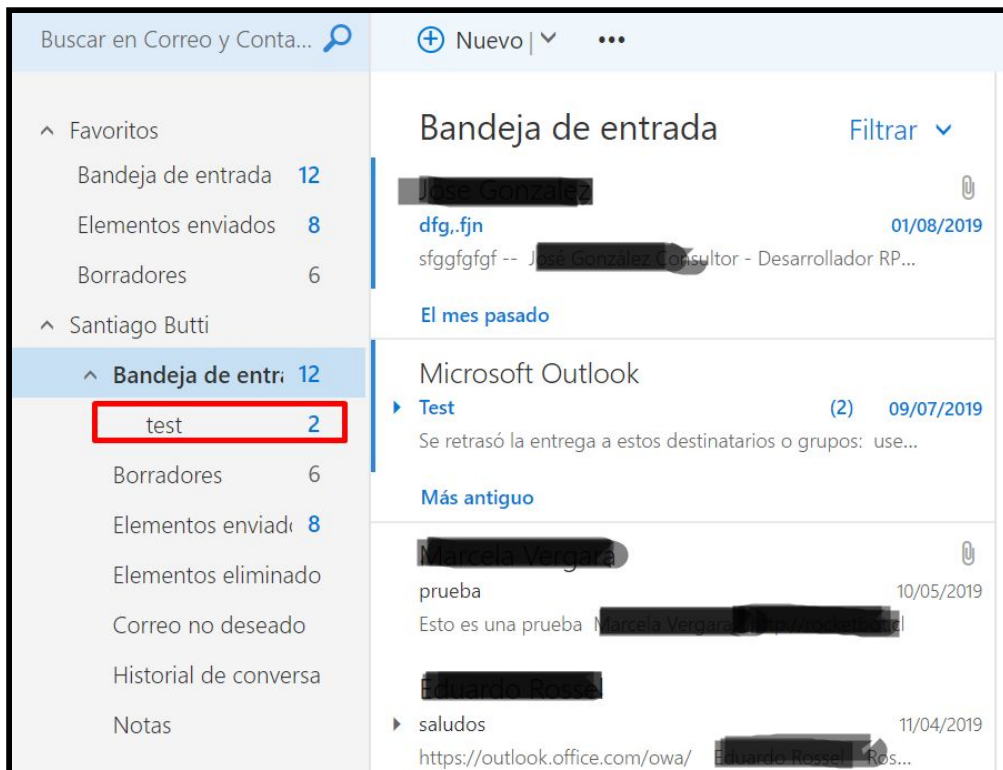 Buscar en Correo y Conta...
Nuevo
Favoritos
Bandeja de entrada 12
Elementos enviados 8
Borradores 6
Santiago Butti
Bandeja de entra 12
test 2
Borradores 6
Elementos enviado 8
Elementos eliminado
Correo no deseado
Historial de conversa
Notas
Bandeja de entrada Filtrar
dfg,.fjn 01/08/2019
sfggfgfgf -- Consultor - Desarrollador RP...
El mes pasado
Microsoft Outlook
Test (2) 09/07/2019
Se retrasó la entrega a estos destinatarios o grupos: use...
Más antiguo
prueba 10/05/2019
Esto es una prueba
saludos 11/04/2019
https://outlook.office.com/owa/ Ros...